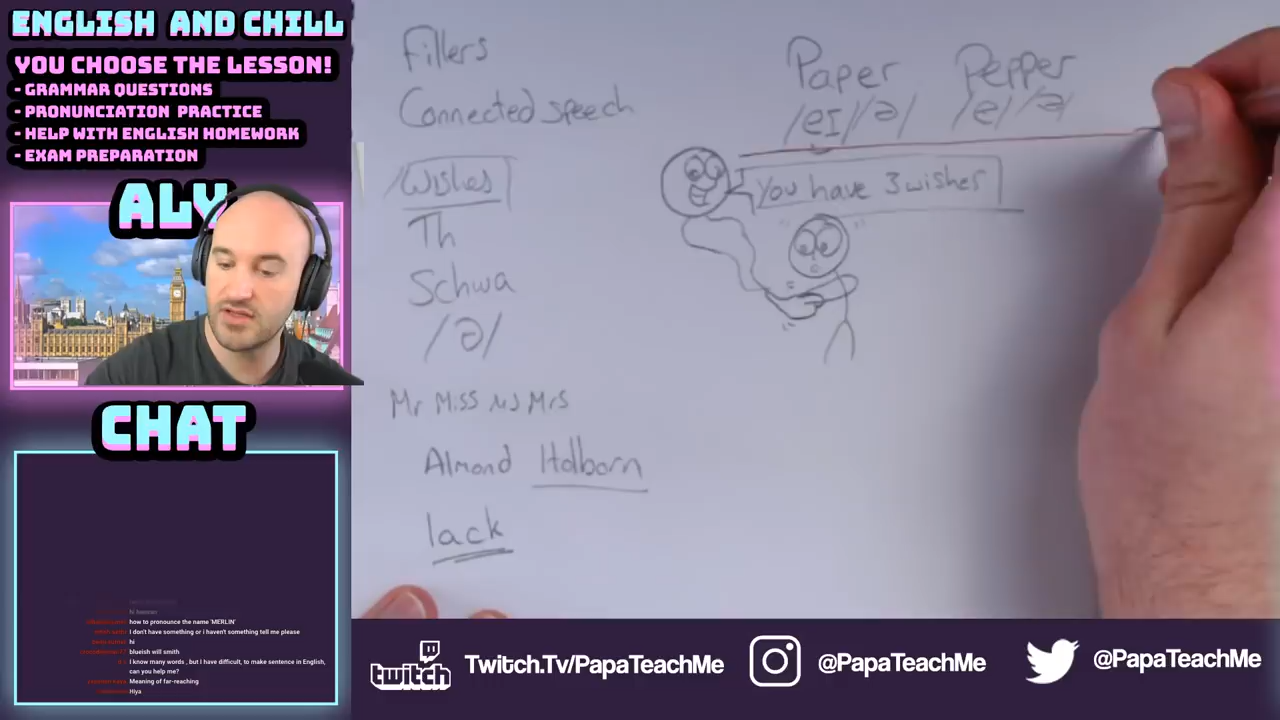 ENGLISH AND CHILL
YOU CHOOSE THE LESSON!
- GRAMMAR QUESTIONS
- PRONUNCIATION PRACTICE
- HELP WITH ENGLISH HOMEWORK
- EXAM PREPARATION
ALY
CHAT
how to pronounce the name 'MERLIN'
I don't have something or i haven't something tell me please
hi
blueish will smith
I know many words , but I have difficult, to make sentence in English,
can you help me?
Meaning of far-reaching
Hiya
Fillers
Connected speech
Wishes
Th
Schwa
/ə/
Mr Miss Ms Mrs
Almond Holborn
lack
Paper Pepper
/eɪ/ /ə/ /e/ /ə/
You have 3 wishes
twitch
Twitch.Tv/PapaTeachMe
@PapaTeachMe
@PapaTeachMe